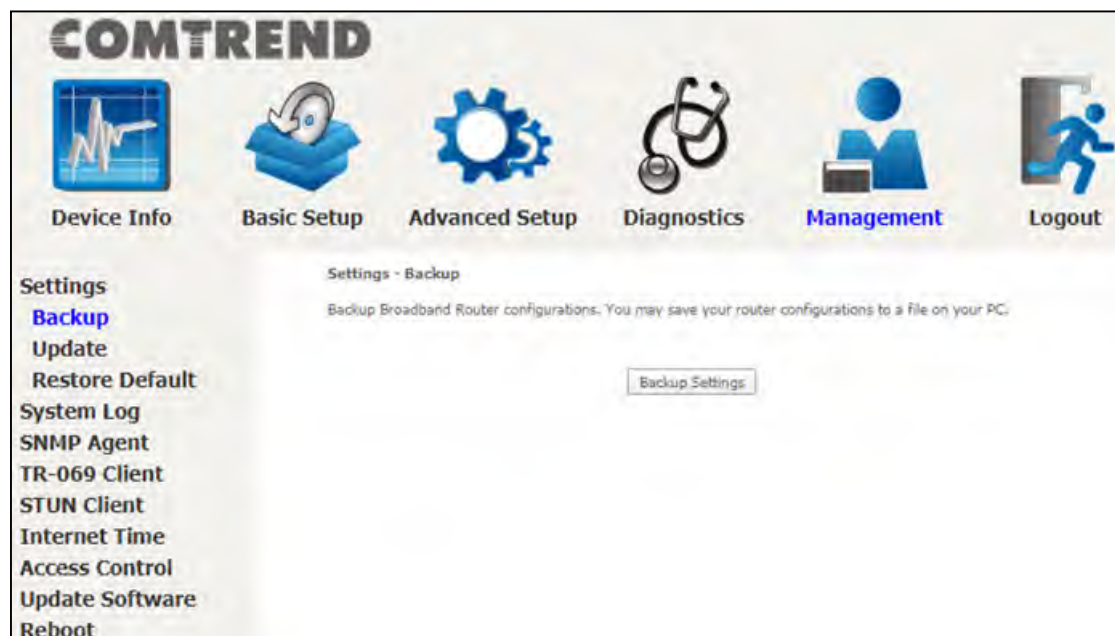 COMTREND
Device Info
Basic Setup
Advanced Setup
Diagnostics
Management
Logout
Settings
Backup
Update
Restore Default
System Log
SNMP Agent
TR-069 Client
STUN Client
Internet Time
Access Control
Update Software
Reboot
Settings - Backup
Backup Broadband Router configurations. You may save your router configurations to a file on your PC.
Backup Settings